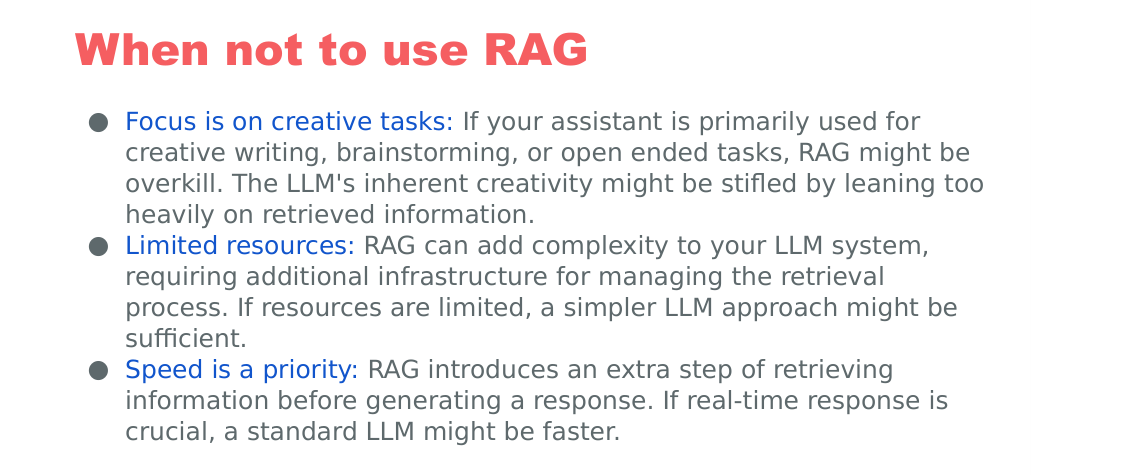 When not to use RAG
● Focus is on creative tasks: If your assistant is primarily used for
creative writing, brainstorming, or open ended tasks, RAG might be
overkill. The LLM's inherent creativity might be stifled by leaning too
heavily on retrieved information.
● Limited resources: RAG can add complexity to your LLM system,
requiring additional infrastructure for managing the retrieval
process. If resources are limited, a simpler LLM approach might be
sufficient.
● Speed is a priority: RAG introduces an extra step of retrieving
information before generating a response. If real-time response is
crucial, a standard LLM might be faster.